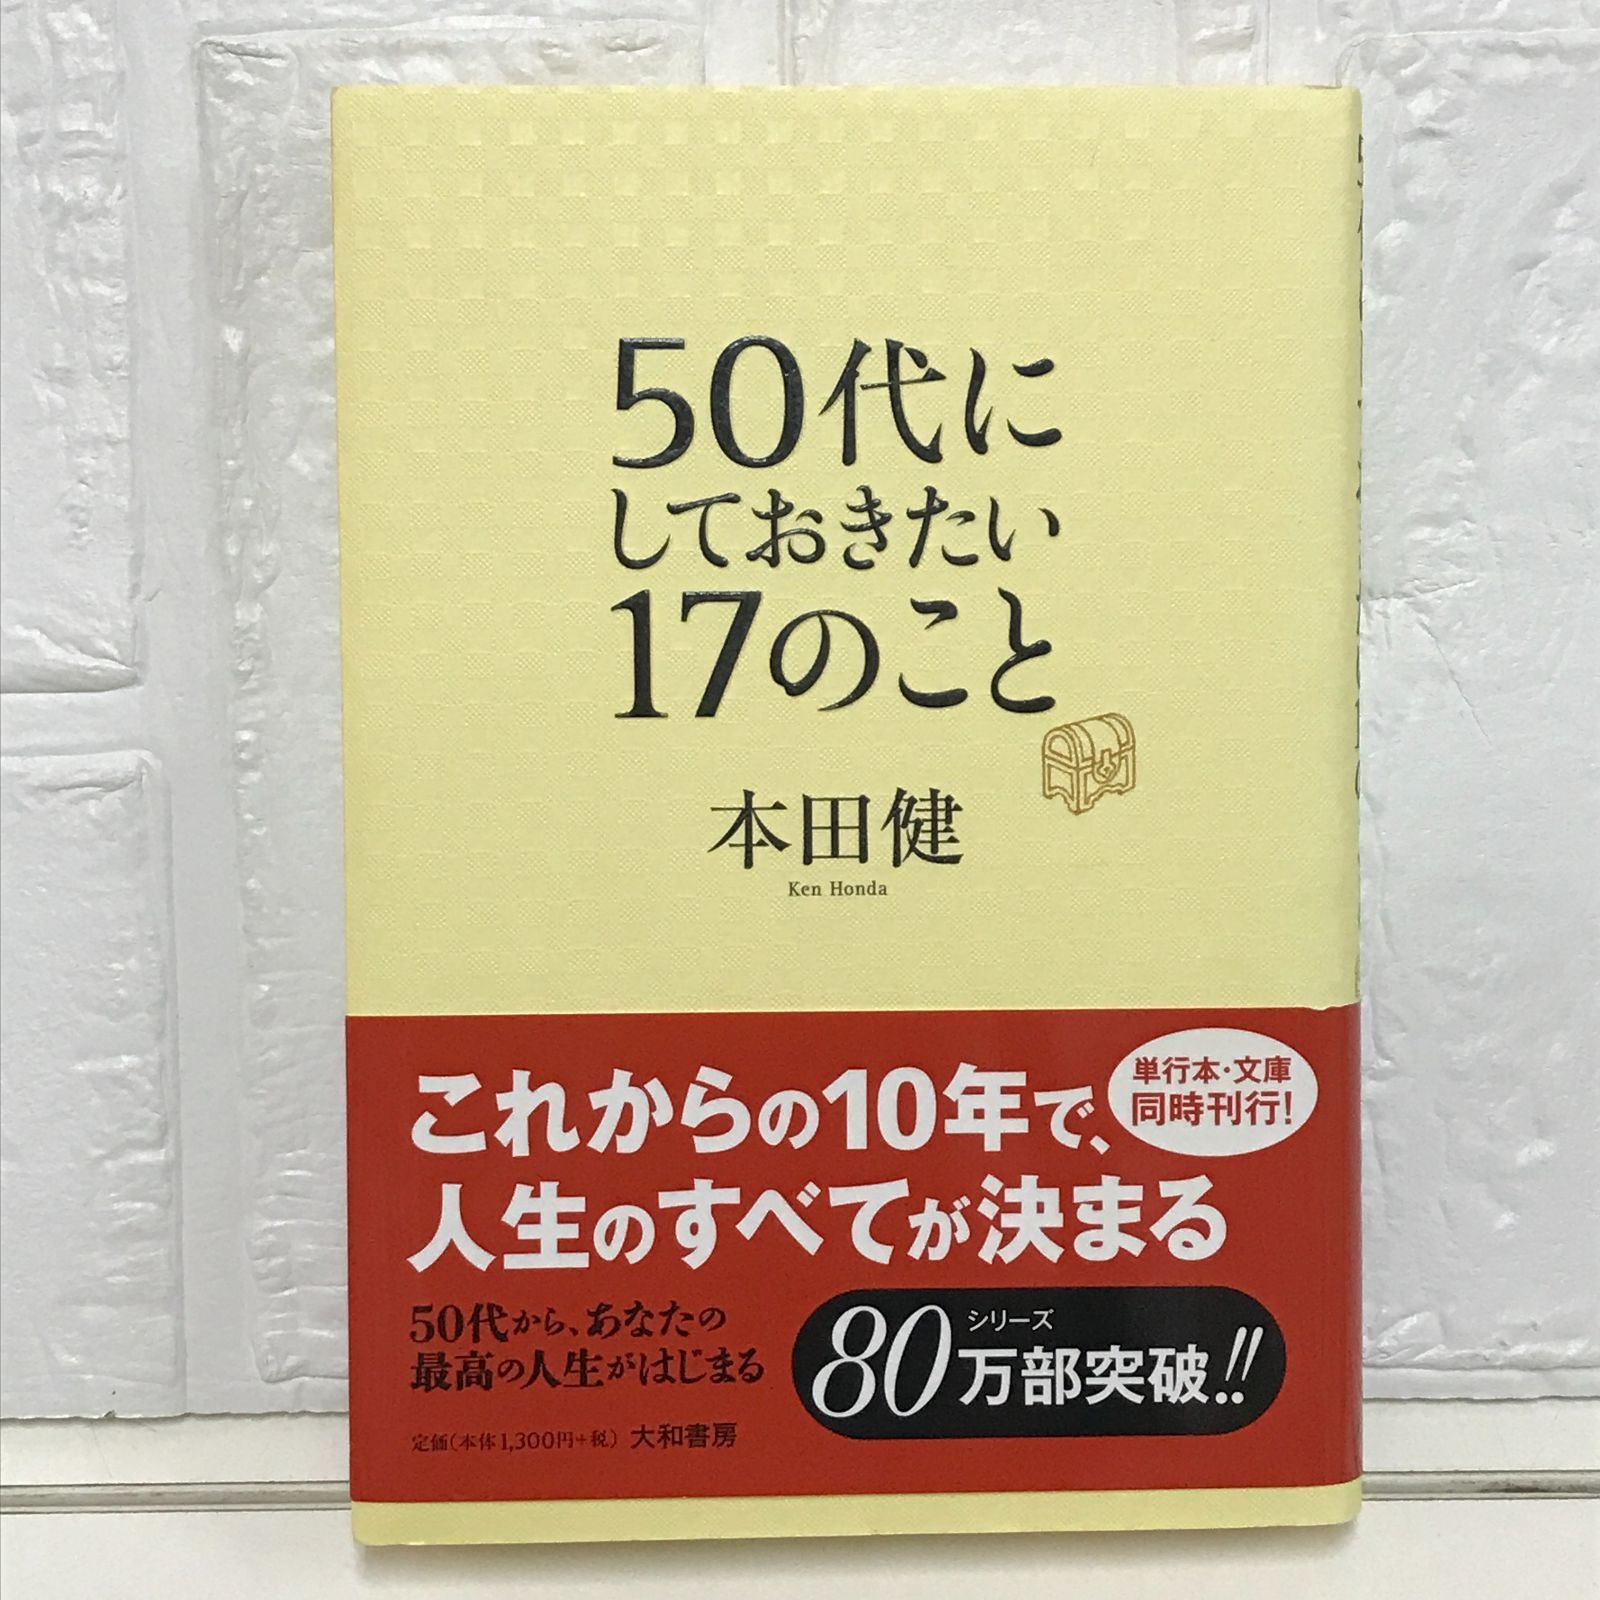 50代に
しておきたい
17のこと
本田健
Ken Honda
これからの10年で、
人生のすべてが決まる
単行本・文庫
同時刊行!
50代から、あなたの
最高の人生がはじまる
シリーズ
80万部突破!!
定価(本体1,300円+税) 大和書房